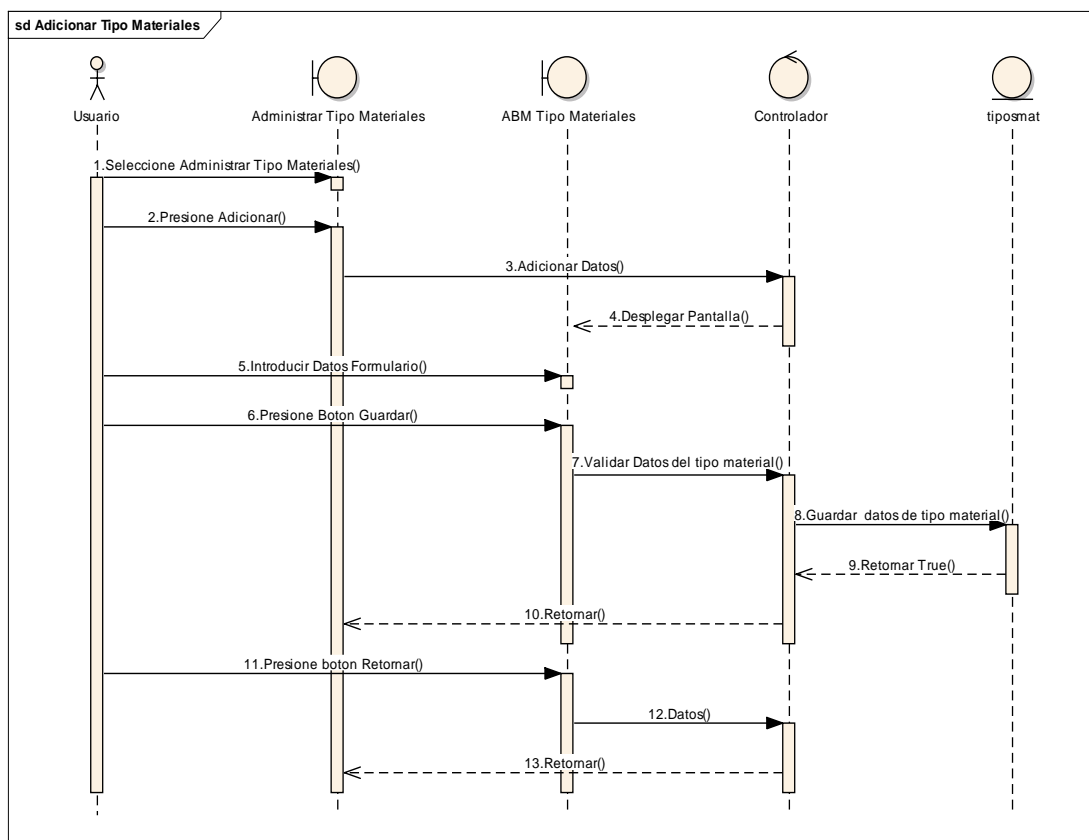 sd Adicionar Tipo Materiales
Usuario
Administrar Tipo Materiales
ABM Tipo Materiales
Controlador
tiposmat
1.Seleccione Administrar Tipo Materiales()
2.Presione Adicionar()
3.Adicionar Datos()
4.Desplegar Pantalla()
5.Introducir Datos Formulario()
6.Presione Boton Guardar()
7.Validar Datos del tipo material()
8.Guardar datos de tipo material()
9.Retornar True()
10.Retornar()
11.Presione boton Retornar()
12.Datos()
13.Retornar()